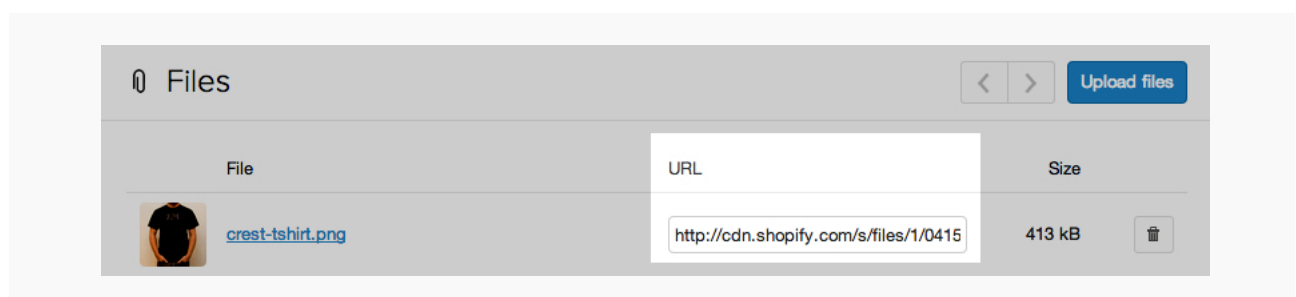 Files
Upload files
File URL Size
crest-tshirt.png http://cdn.shopify.com/s/files/1/0415 413 kB